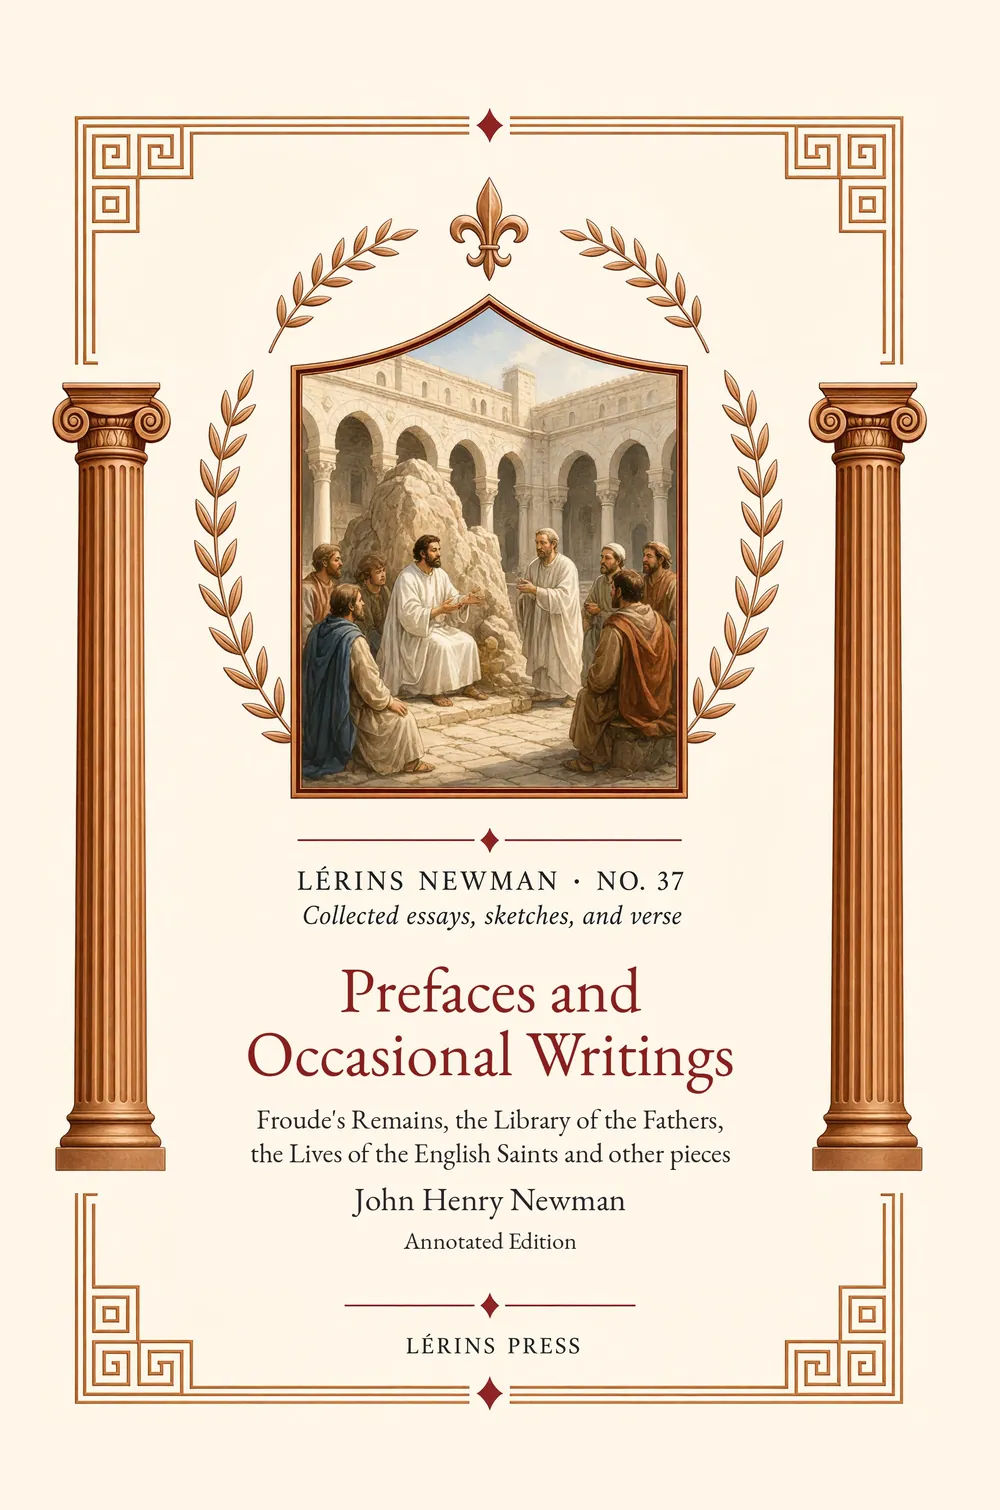 LÉRINS NEWMAN · NO. 37
Collected essays, sketches, and verse
Prefaces and
Occasional Writings
Froude's Remains, the Library of the Fathers,
the Lives of the English Saints and other pieces
John Henry Newman
Annotated Edition
LÉRINS PRESS